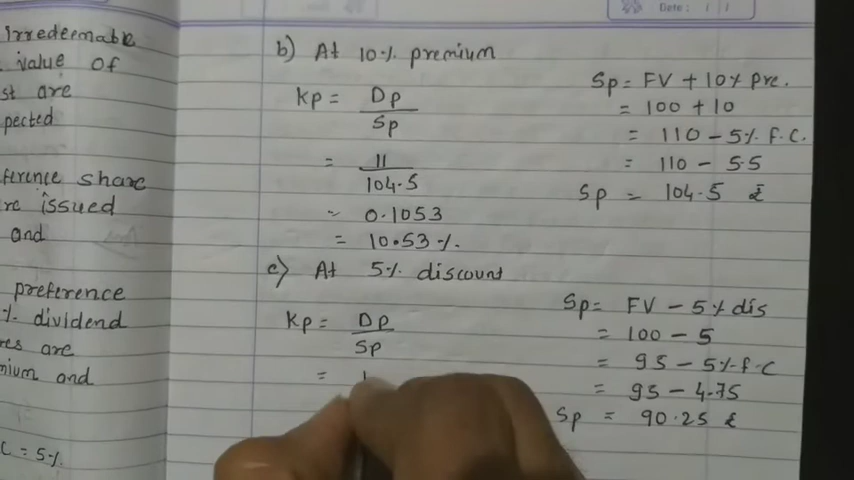 Date : / /
Irredeemable
value of
st are
pected
ference share
re issued
and
preference
% dividend
res are
mium and
C = 5%.
b) At 10% premium
Kp = Dp
Sp
= 11
104.5
= 0.1053
= 10.53%.
c) At 5% discount
Kp = Dp
Sp
=
Sp = FV + 10% pre.
= 100 + 10
= 110 - 5% F.C.
= 110 - 5.5
Sp = 104.5 ₹
Sp = FV - 5% dis
= 100 - 5
= 95 - 5% F.C
= 95 - 4.75
Sp = 90.25 ₹